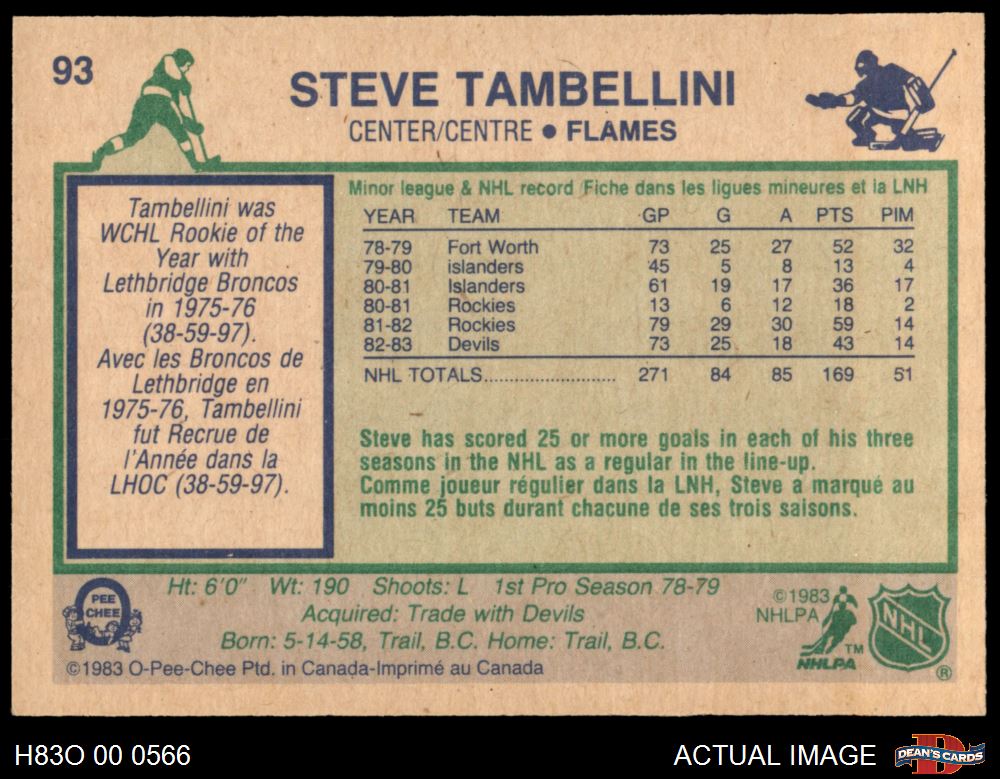 93
STEVE TAMBELLINI
CENTER/CENTRE • FLAMES
Tambellini was
WCHL Rookie of the
Year with
Lethbridge Broncos
in 1975-76
(38-59-97).
Avec les Broncos de
Lethbridge en
1975-76, Tambellini
fut Recrue de
l'Année dans la
LHOC (38-59-97).
Minor league & NHL record/Fiche dans les ligues mineures et la LNH
YEAR TEAM GP G A PTS PIM
78-79 Fort Worth 73 25 27 52 32
79-80 islanders 45 5 8 13 4
80-81 Islanders 61 19 17 36 17
80-81 Rockies 13 6 12 18 2
81-82 Rockies 79 29 30 59 14
82-83 Devils 73 25 18 43 14
NHL TOTALS............................ 271 84 85 169 51
Steve has scored 25 or more goals in each of his three
seasons in the NHL as a regular in the line-up.
Comme joueur régulier dans la LNH, Steve a marqué au
moins 25 buts durant chacune de ses trois saisons.
Ht: 6'0" Wt: 190 Shoots: L 1st Pro Season 78-79
Acquired: Trade with Devils
Born: 5-14-58, Trail, B.C. Home: Trail, B.C.
O PEE CHEE
©1983 O-Pee-Chee Ptd. in Canada-Imprimé au Canada
©1983
NHLPA
TM
NHLPA
NHL
®
H83O 00 0566
ACTUAL IMAGE
DEAN'S CARDS